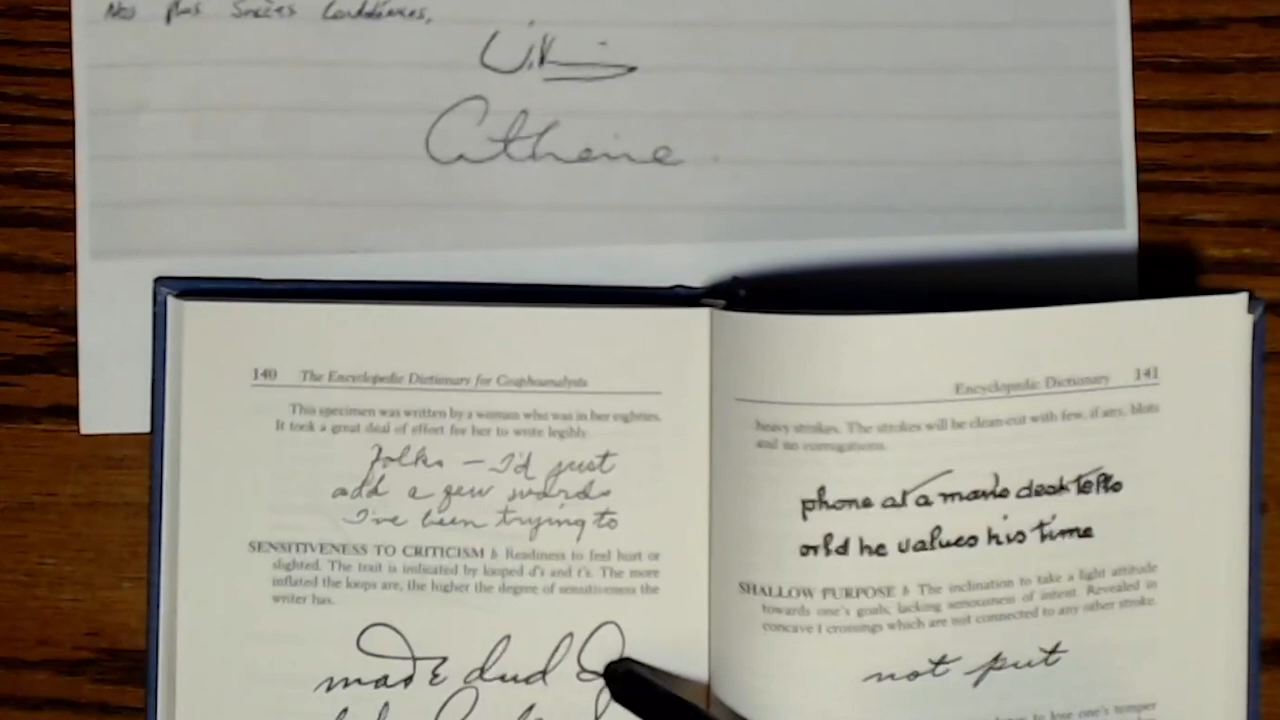 Nos plus
Catherine
140 The Encyclopedic Dictionary for Graphoanalysts
This specimen was written by a woman who was in her eighties.
It took a great deal of effort for her to write legibly.
Folks — I'd just
add a few words
I've been trying to
SENSITIVENESS TO CRITICISM b Readiness to feel hurt or
slighted. The trait is indicated by looped d's and t's. The more
inflated the loops are, the higher the degree of sensitiveness the
writer has.
made dud
Encyclopedic Dictionary 141
heavy strokes. The strokes will be clean-cut with few, if any, blots
and no corrugations.
phone at a man's desk tells
orld he values his time
SHALLOW PURPOSE b The inclination to take a light attitude
towards one's goals; lacking seriousness of intent. Revealed in
concave t crossings which are not connected to any other stroke.
not put
to lose one's temper